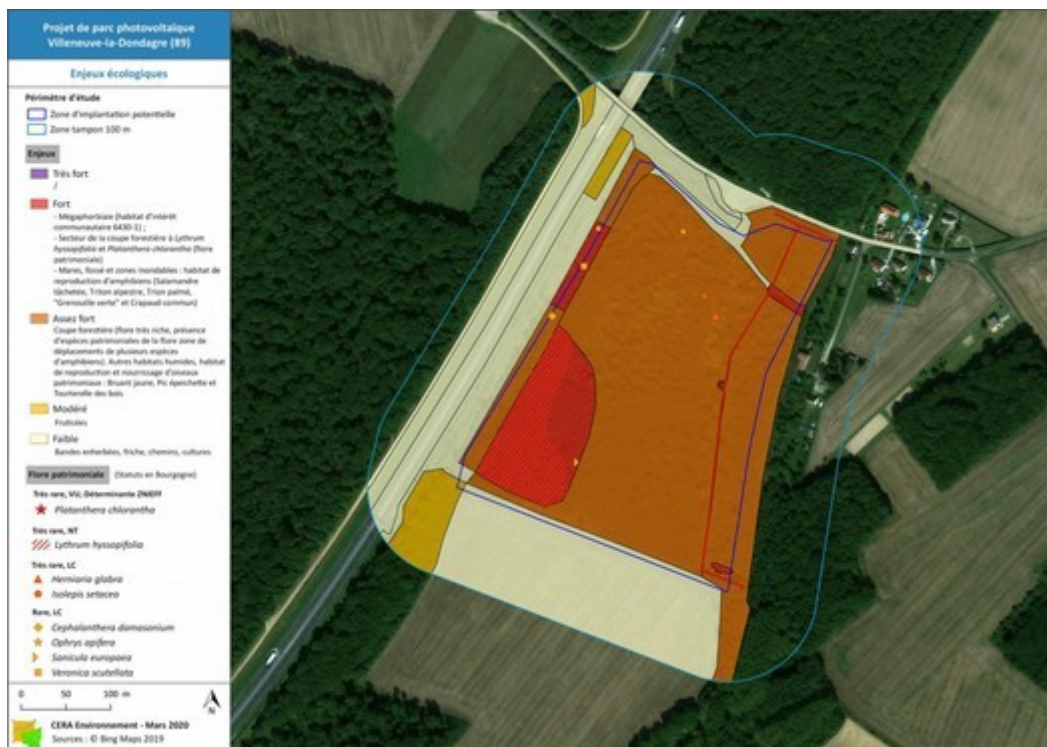 Projet de parc photovoltaïque
Villeneuve-la-Dondagre (89)
Enjeux écologiques
Périmètre d'étude
Zone d'implantation potentielle
Zone tampon 100 m
Enjeux
Très fort
/
Fort
- Mégaphorbiaie (habitat d'intérêt
communautaire 6430-1) ;
- Secteur de la coupe forestière à Lythrum
hyssopifolia et Platanthera chlorantha (flore
patrimoniale)
- Mares, fossé et zones inondables : habitat de
reproduction d'amphibiens (Salamandre
tâchetée, Triton alpestre, Trion palmé,
"Grenouille verte" et Crapaud commun)
Assez fort
Coupe forestière (flore très riche, présence
d'espèces patrimoniales de la flore zone de
déplacements de plusieurs espèces
d'amphibiens). Autres habitats humides, habitat
de reproduction et nourrissage d'oiseaux
patrimoniaux : Bruant jaune, Pic épeichette et
Tourterelle des bois
Modéré
Fruticées
Faible
Bandes enherbées, friche, chemins, cultures
Flore patrimoniale (Statuts en Bourgogne)
Très rare, VU, Déterminante ZNIEFF
Platanthera chlorantha
Très rare, NT
Lythrum hyssopifolia
Très rare, LC
Herniaria glabra
Isolepis setacea
Rare, LC
Cephalanthera damasonium
Ophrys apifera
Sanicula europaea
Veronica scutellata
0 50 100 m
N
CERA Environnement - Mars 2020
Sources : © Bing Maps 2019